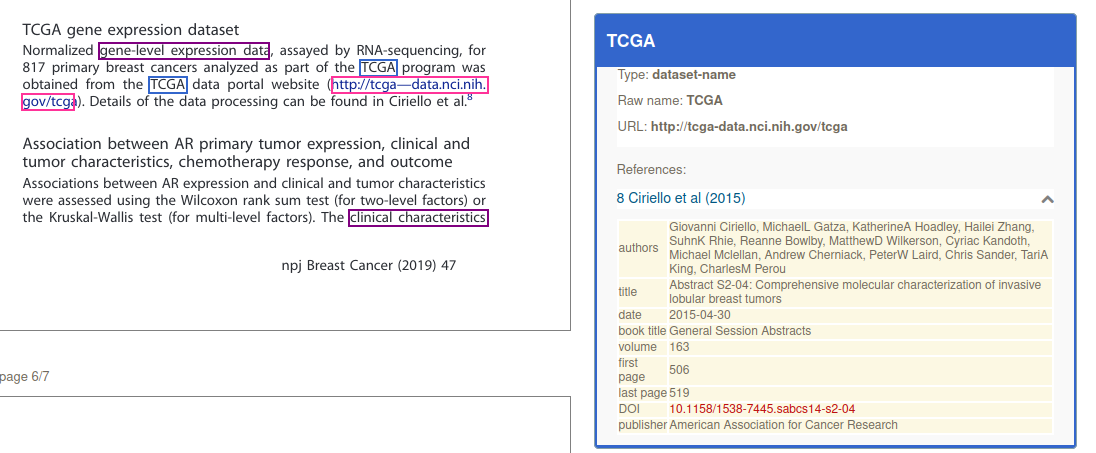 TCGA gene expression dataset
Normalized gene-level expression data, assayed by RNA-sequencing, for
817 primary breast cancers analyzed as part of the TCGA program was
obtained from the TCGA data portal website (http://tcga—data.nci.nih.
gov/tcga). Details of the data processing can be found in Ciriello et al.8
Association between AR primary tumor expression, clinical and
tumor characteristics, chemotherapy response, and outcome
Associations between AR expression and clinical and tumor characteristics
were assessed using the Wilcoxon rank sum test (for two-level factors) or
the Kruskal-Wallis test (for multi-level factors). The clinical characteristics
npj Breast Cancer (2019) 47
page 6/7
TCGA
Type: dataset-name
Raw name: TCGA
URL: http://tcga-data.nci.nih.gov/tcga
References:
8 Ciriello et al (2015)
authors Giovanni Ciriello, MichaelL Gatza, KatherineA Hoadley, Hailei Zhang,
SuhnK Rhie, Reanne Bowlby, MatthewD Wilkerson, Cyriac Kandoth,
Michael Mclellan, Andrew Cherniack, PeterW Laird, Chris Sander, TariA
King, CharlesM Perou
title Abstract S2-04: Comprehensive molecular characterization of invasive
lobular breast tumors
date 2015-04-30
book title General Session Abstracts
volume 163
first page 506
last page 519
DOI 10.1158/1538-7445.sabcs14-s2-04
publisher American Association for Cancer Research